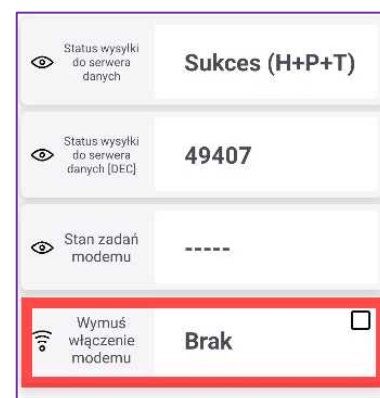 Status wysyłki
do serwera
danych
Sukces (H+P+T)
Status wysyłki
do serwera
danych [DEC]
49407
Stan zadań
modemu
-----
Wymuś
włączenie
modemu
Brak